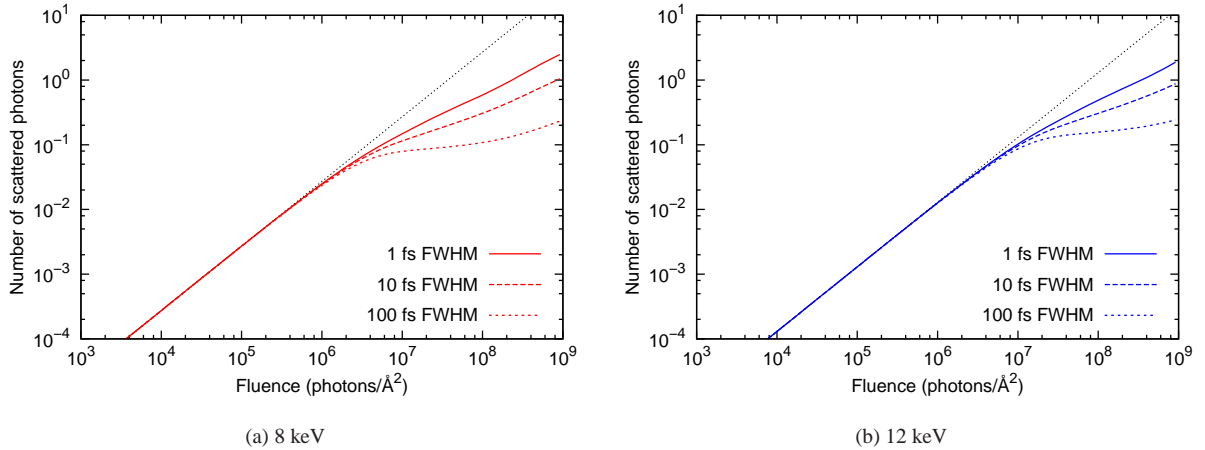 10^1
10^0
10^−1
10^−2
10^−3
10^−4
Number of scattered photons
1 fs FWHM
10 fs FWHM
100 fs FWHM
10^3 10^4 10^5 10^6 10^7 10^8 10^9
Fluence (photons/Å^2)
(a) 8 keV
10^1
10^0
10^−1
10^−2
10^−3
10^−4
Number of scattered photons
1 fs FWHM
10 fs FWHM
100 fs FWHM
10^3 10^4 10^5 10^6 10^7 10^8 10^9
Fluence (photons/Å^2)
(b) 12 keV